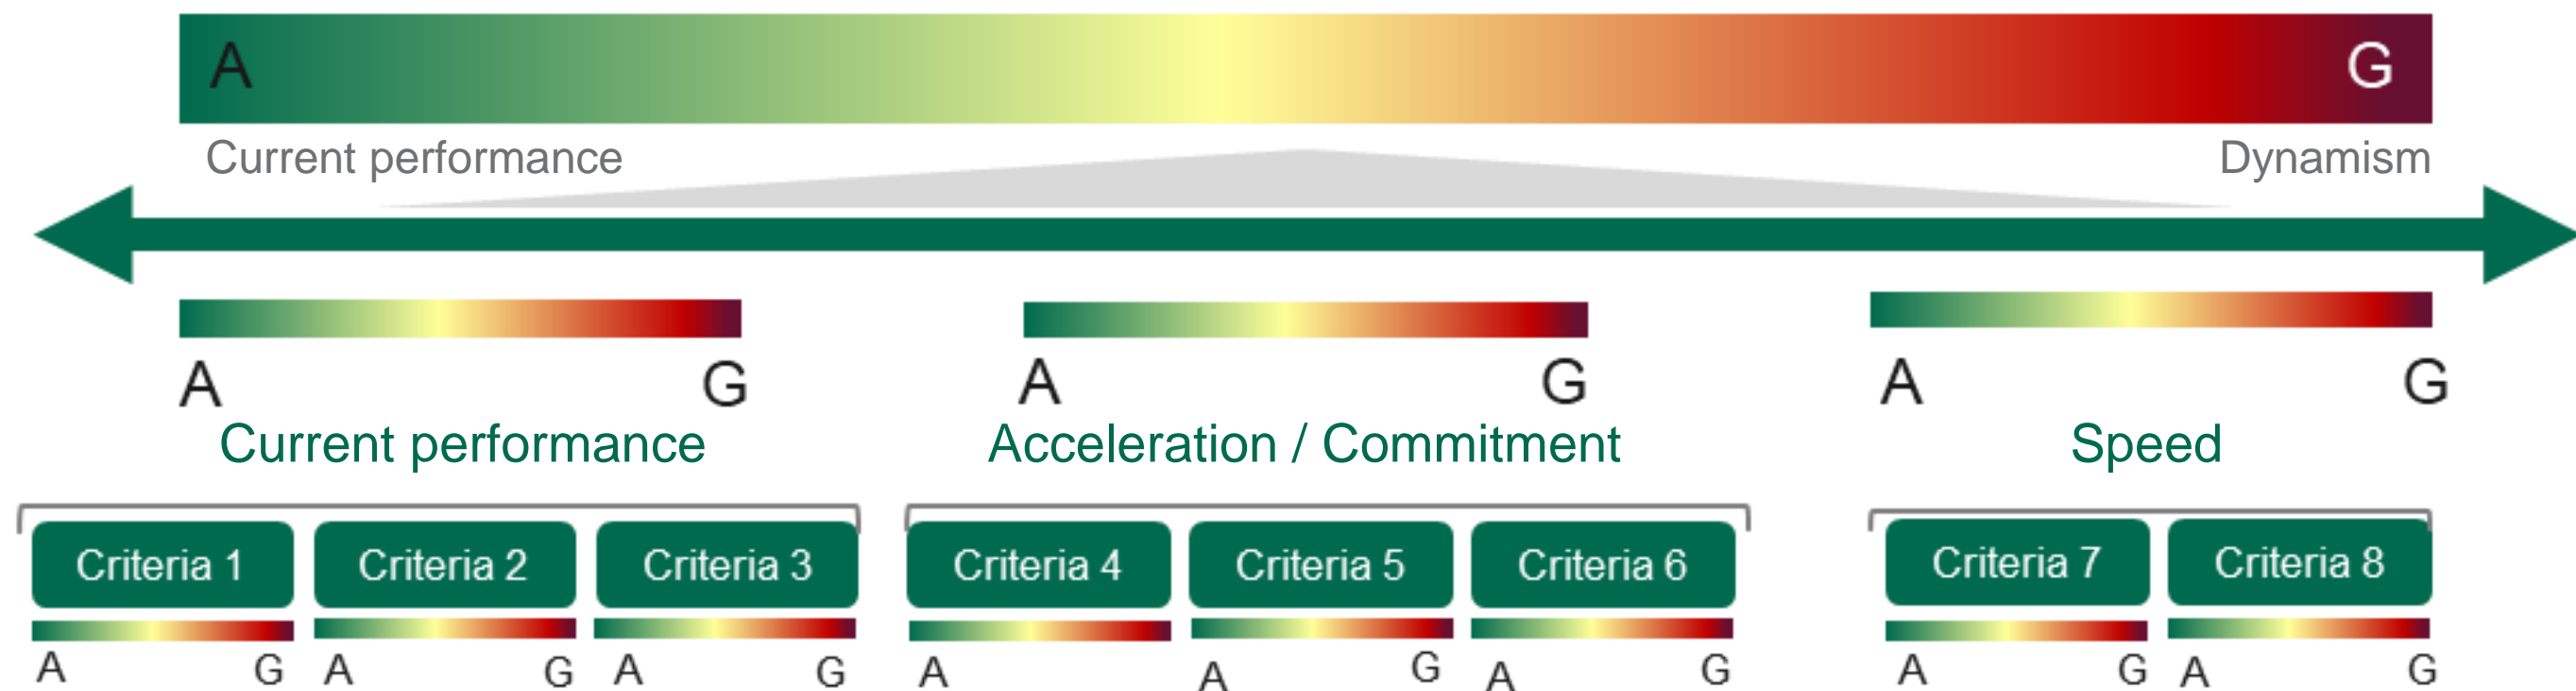 A G
Current performance Dynamism
A G A G A G
Current performance Acceleration / Commitment Speed
Criteria 1 Criteria 2 Criteria 3 Criteria 4 Criteria 5 Criteria 6 Criteria 7 Criteria 8
A G A G A G A A G A G A G A G